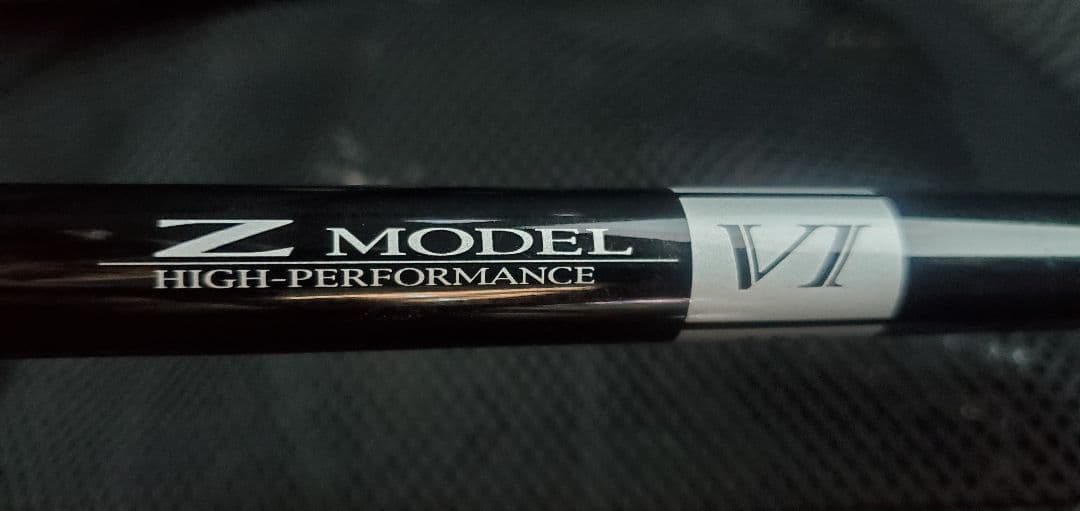 Z MODEL
HIGH-PERFORMANCE
VI